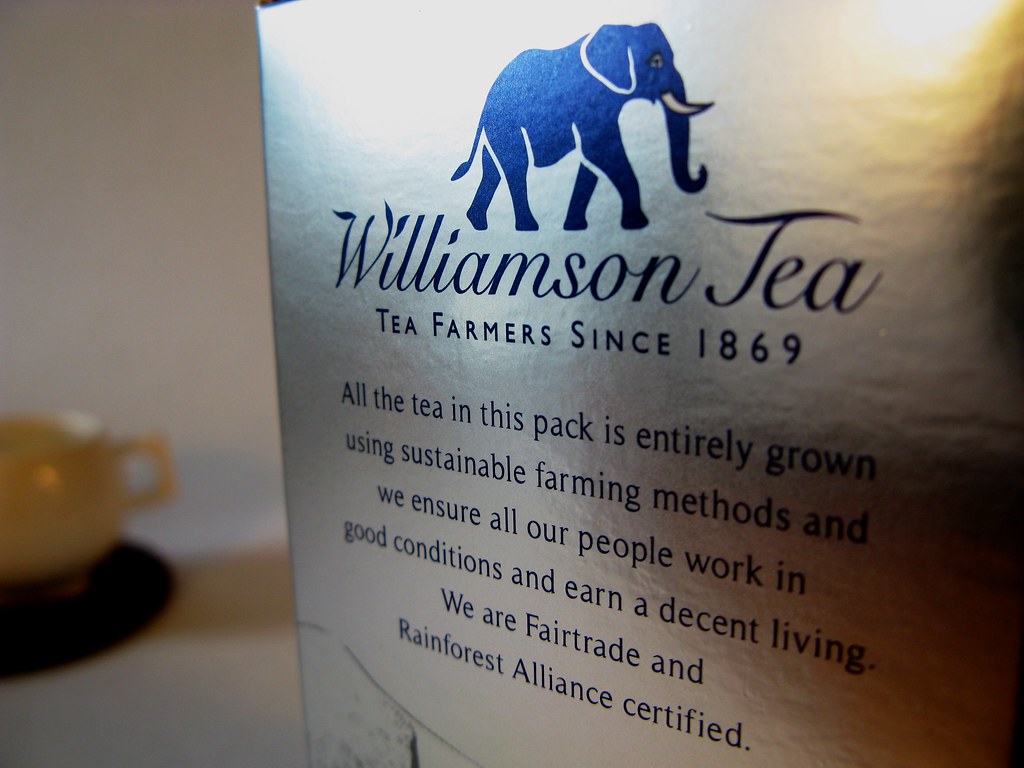 Williamson Tea
TEA FARMERS SINCE 1869
All the tea in this pack is entirely grown
using sustainable farming methods and
we ensure all our people work in
good conditions and earn a decent living.
We are Fairtrade and
Rainforest Alliance certified.